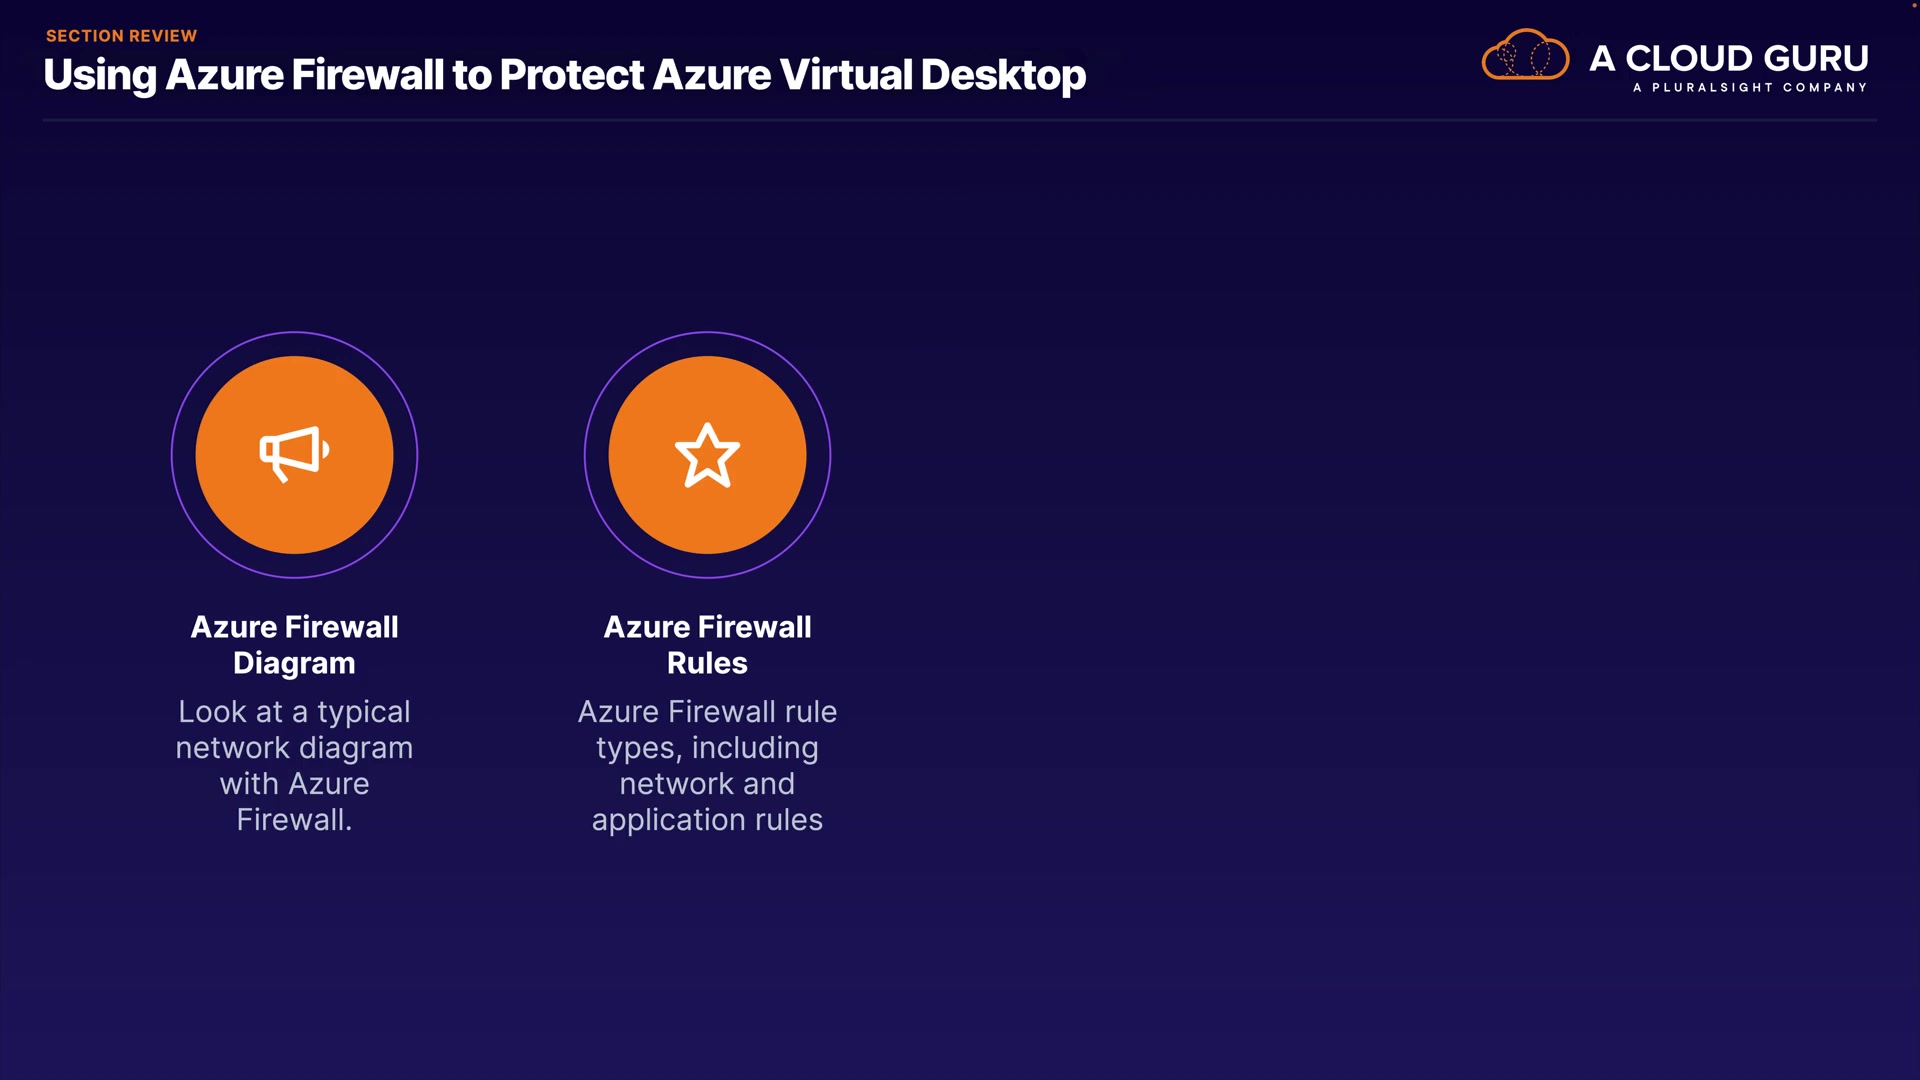 SECTION REVIEW
Using Azure Firewall to Protect Azure Virtual Desktop
A CLOUD GURU
A PLURALSIGHT COMPANY
Azure Firewall
Diagram
Look at a typical
network diagram
with Azure
Firewall.
Azure Firewall
Rules
Azure Firewall rule
types, including
network and
application rules